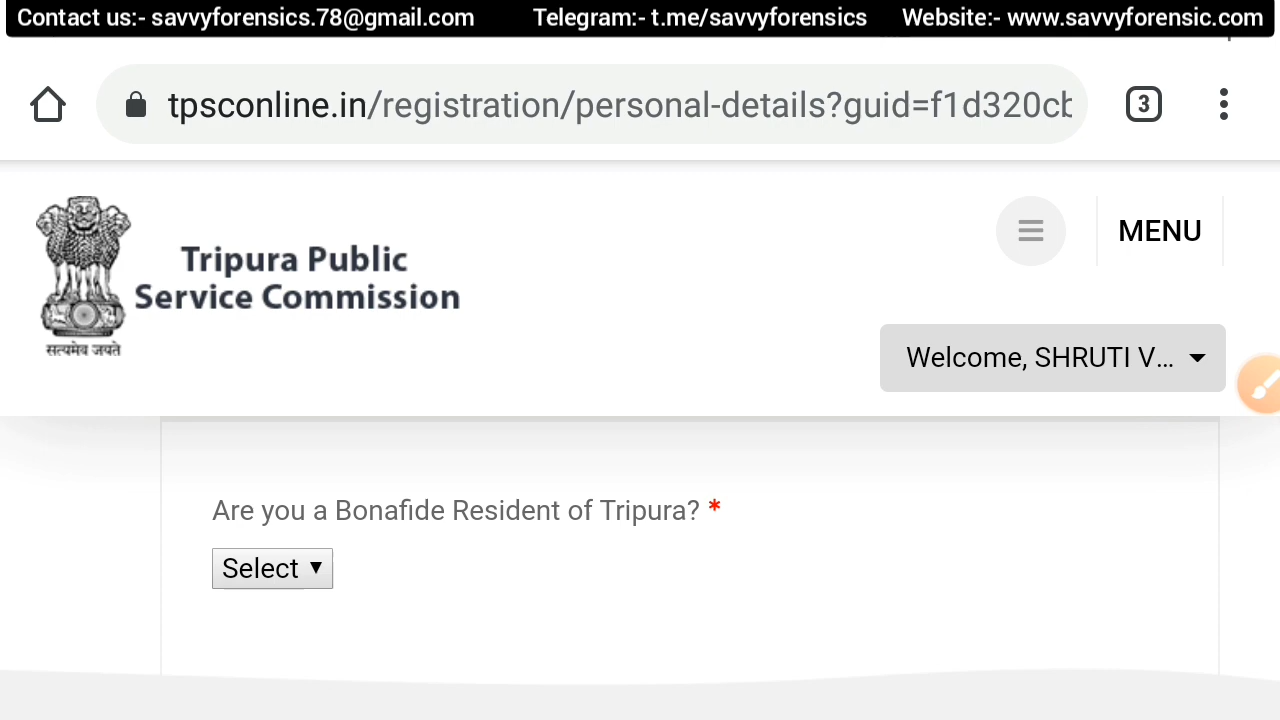 Contact us:- savvyforensics.78@gmail.com Telegram:- t.me/savvyforensics Website:- www.savvyforensic.com
tpsconline.in/registration/personal-details?guid=f1d320cb
3
सत्यमेव जयते
Tripura Public
Service Commission
MENU
Welcome, SHRUTI V...
Are you a Bonafide Resident of Tripura? *
Select